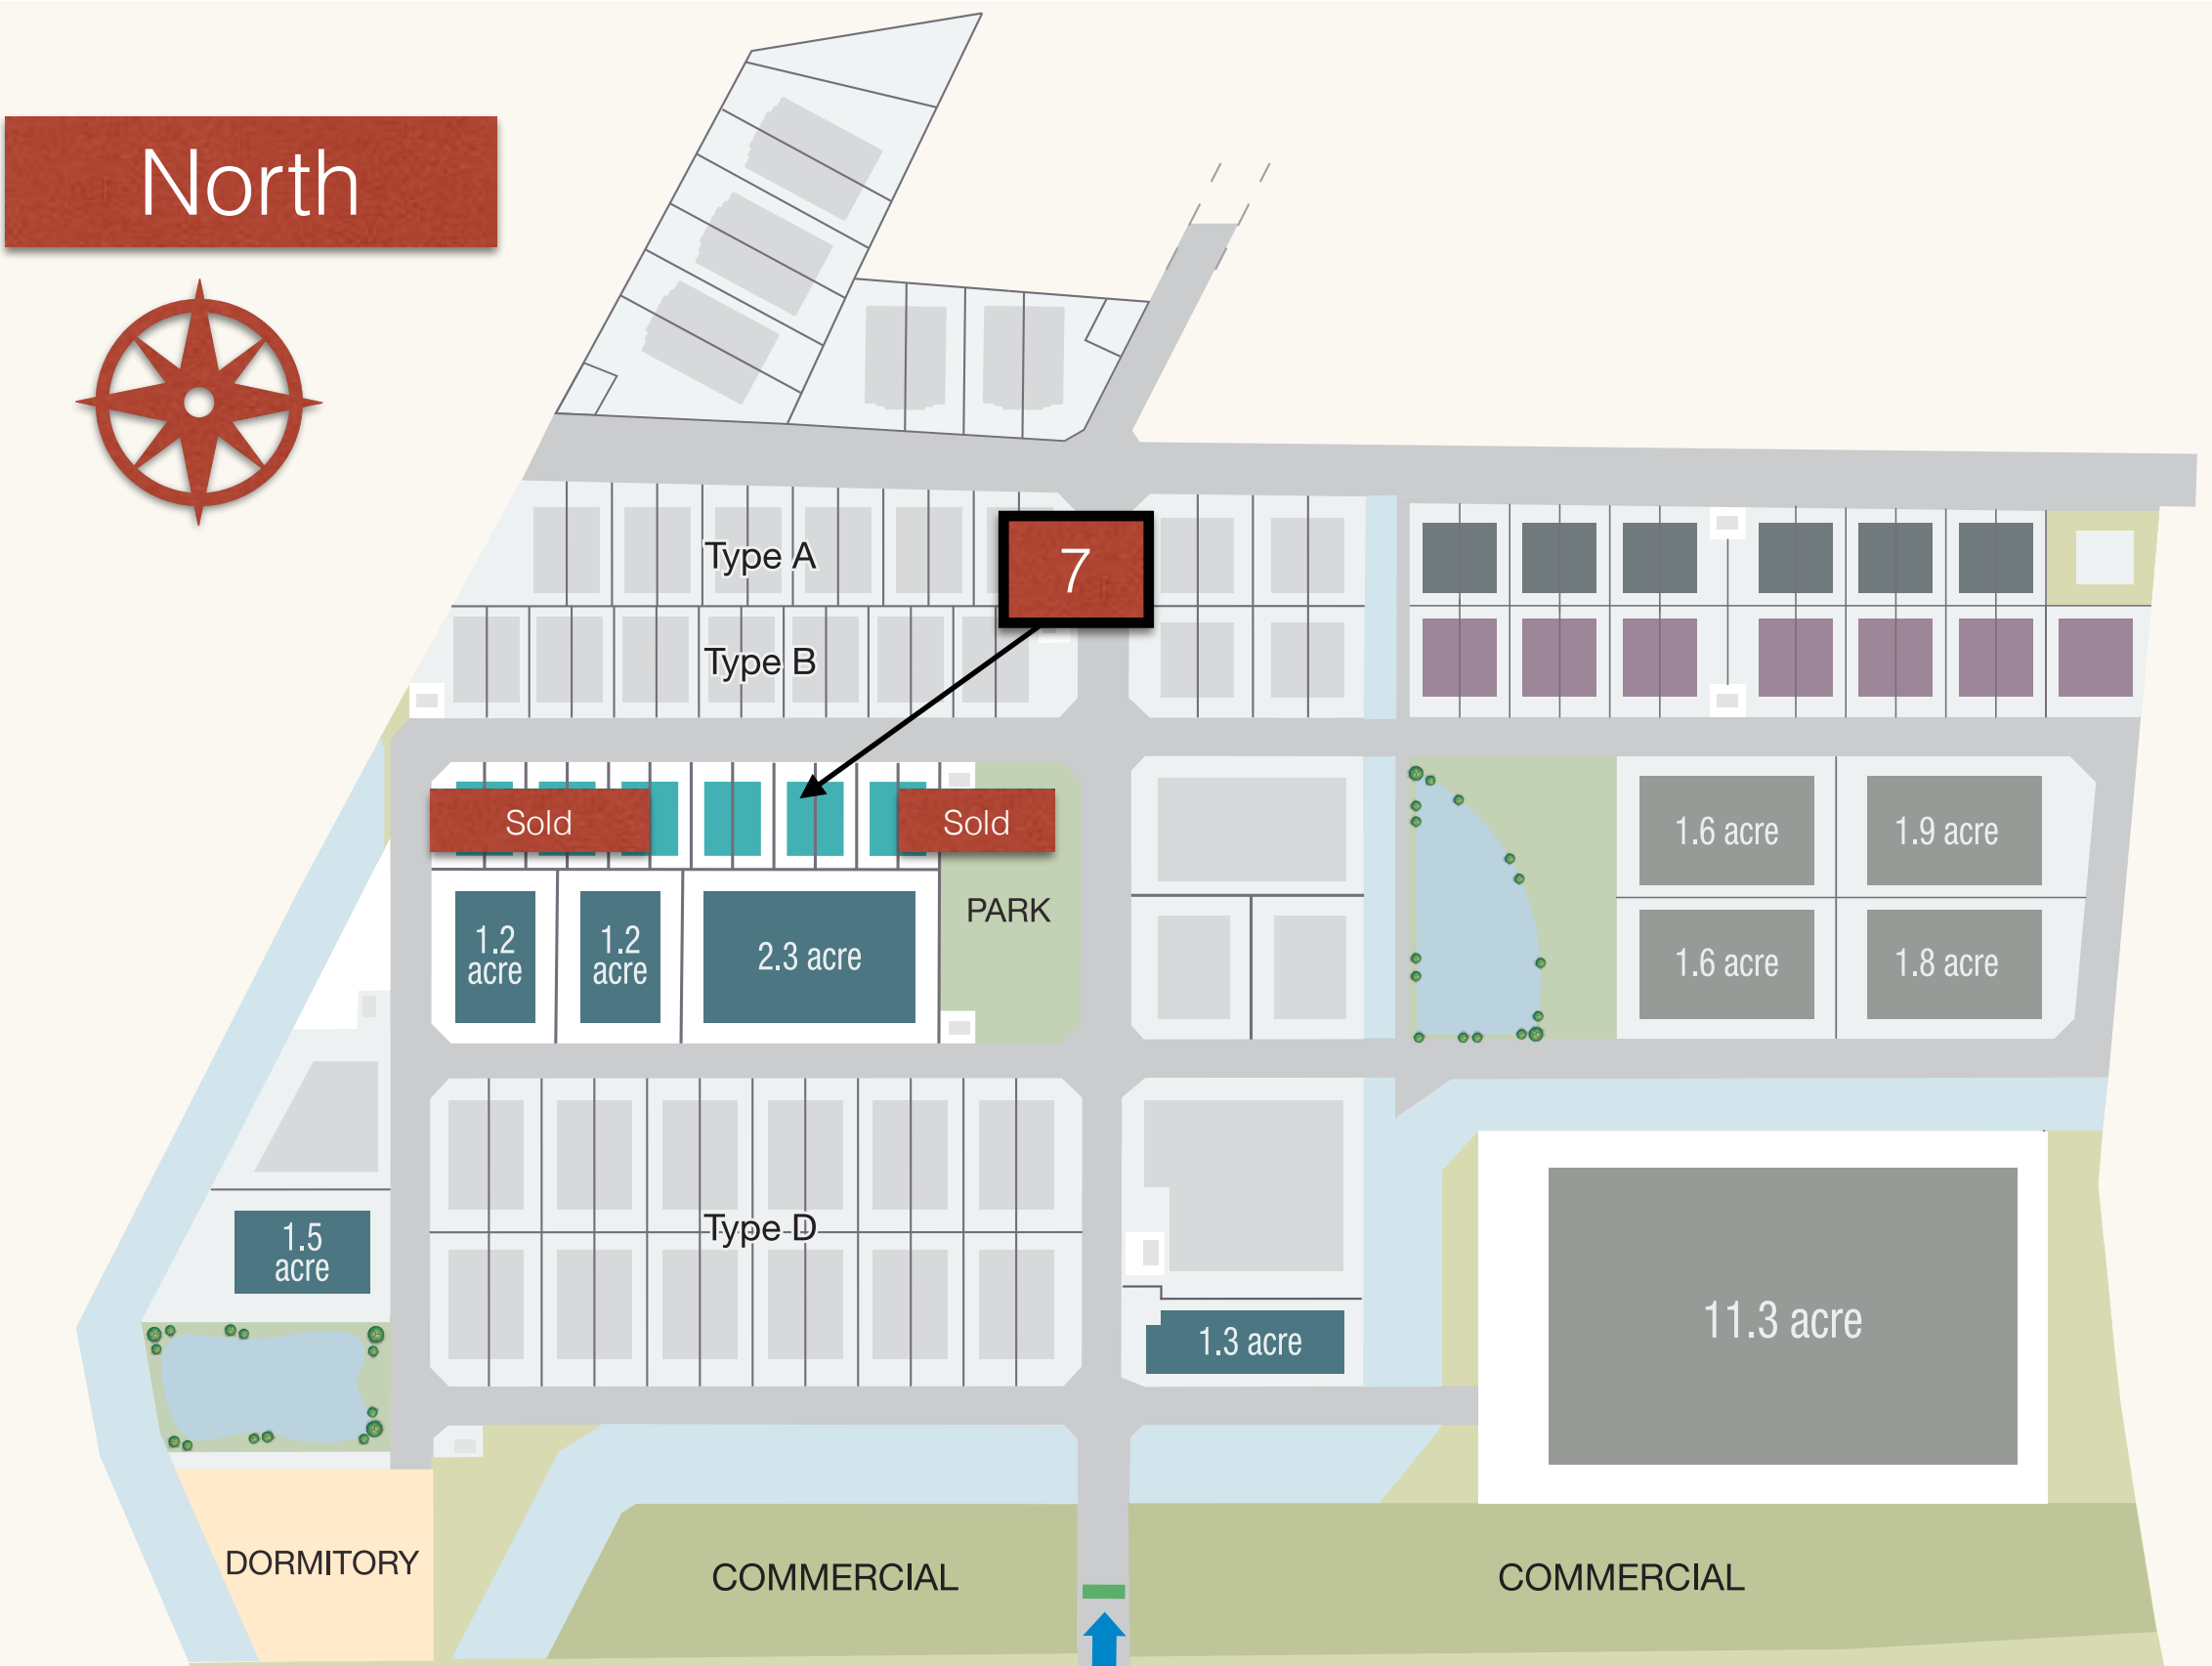 North
Type A
7
Type B
Sold
Sold
1.6 acre
1.9 acre
PARK
1.2
acre
1.2
acre
2.3 acre
1.6 acre
1.8 acre
Type D
1.5
acre
1.3 acre
11.3 acre
DORMITORY
COMMERCIAL
COMMERCIAL